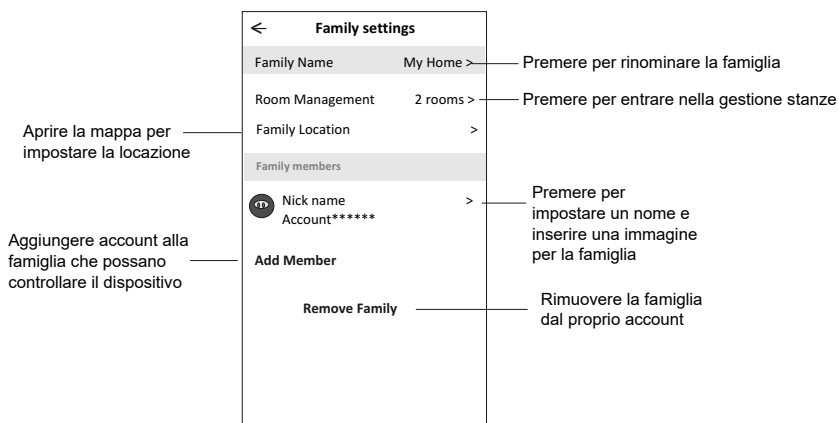 Family settings
Family Name My Home >
Premere per rinominare la famiglia
Room Management 2 rooms >
Premere per entrare nella gestione stanze
Aprire la mappa per
impostare la locazione
Family Location >
Family members
Nick name >
Account******
Premere per
impostare un nome e
inserire una immagine
per la famiglia
Aggiungere account alla
famiglia che possano
controllare il dispositivo
Add Member
Remove Family
Rimuovere la famiglia
dal proprio account